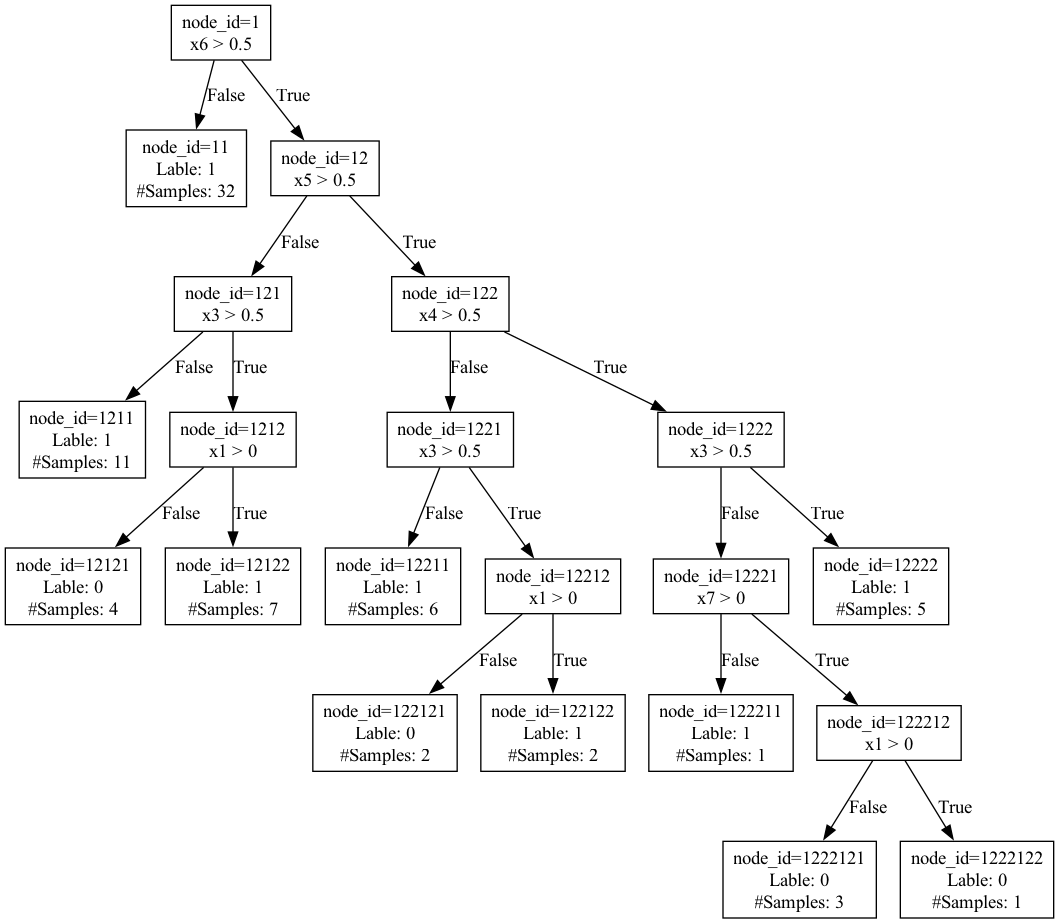 node_id=1
x6 > 0.5
False
True
node_id=11
Lable: 1
#Samples: 32
node_id=12
x5 > 0.5
False
True
node_id=121
x3 > 0.5
node_id=122
x4 > 0.5
False
True
False
True
node_id=1211
Lable: 1
#Samples: 11
node_id=1212
x1 > 0
node_id=1221
x3 > 0.5
node_id=1222
x3 > 0.5
False
True
False
True
False
True
node_id=12121
Lable: 0
#Samples: 4
node_id=12122
Lable: 1
#Samples: 7
node_id=12211
Lable: 1
#Samples: 6
node_id=12212
x1 > 0
node_id=12221
x7 > 0
node_id=12222
Lable: 1
#Samples: 5
False
True
False
True
node_id=122121
Lable: 0
#Samples: 2
node_id=122122
Lable: 1
#Samples: 2
node_id=122211
Lable: 1
#Samples: 1
node_id=122212
x1 > 0
False
True
node_id=1222121
Lable: 0
#Samples: 3
node_id=1222122
Lable: 0
#Samples: 1